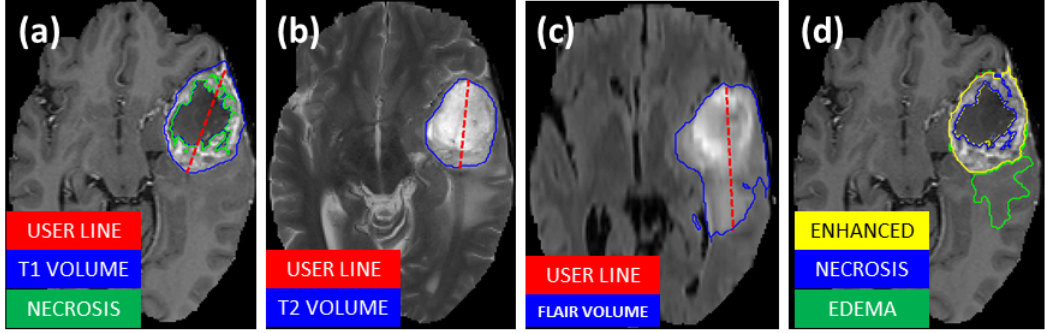 (a)
USER LINE
T1 VOLUME
NECROSIS
(b)
USER LINE
T2 VOLUME
(c)
USER LINE
FLAIR VOLUME
(d)
ENHANCED
NECROSIS
EDEMA